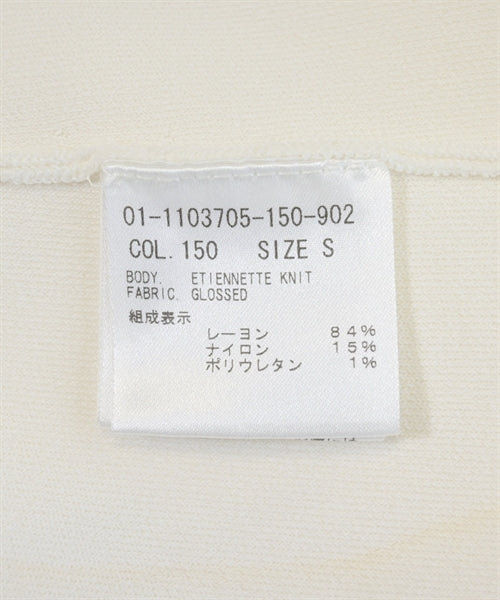 01-1103705-150-902
COL. 150 SIZE S
BODY. ETIENNETTE KNIT
FABRIC. GLOSSED
組成表示
レーヨン 84%
ナイロン 15%
ポリウレタン 1%